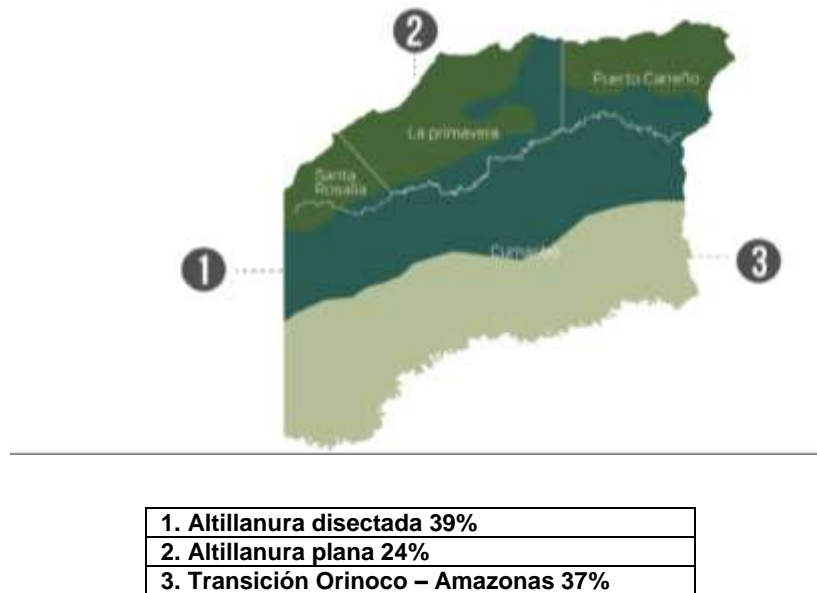 2
Puerto Carreño
La primavera
Santa
Rosalía
Cumaribo
1
3
1. Altillanura disectada 39%
2. Altillanura plana 24%
3. Transición Orinoco – Amazonas 37%